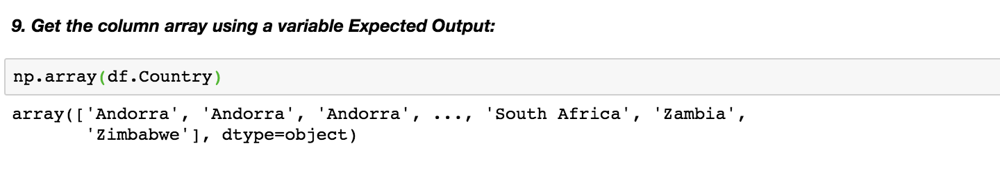 9. Get the column array using a variable Expected Output:
np.array(df.Country)
array(['Andorra', 'Andorra', 'Andorra', ..., 'South Africa', 'Zambia',
       'Zimbabwe'], dtype=object)